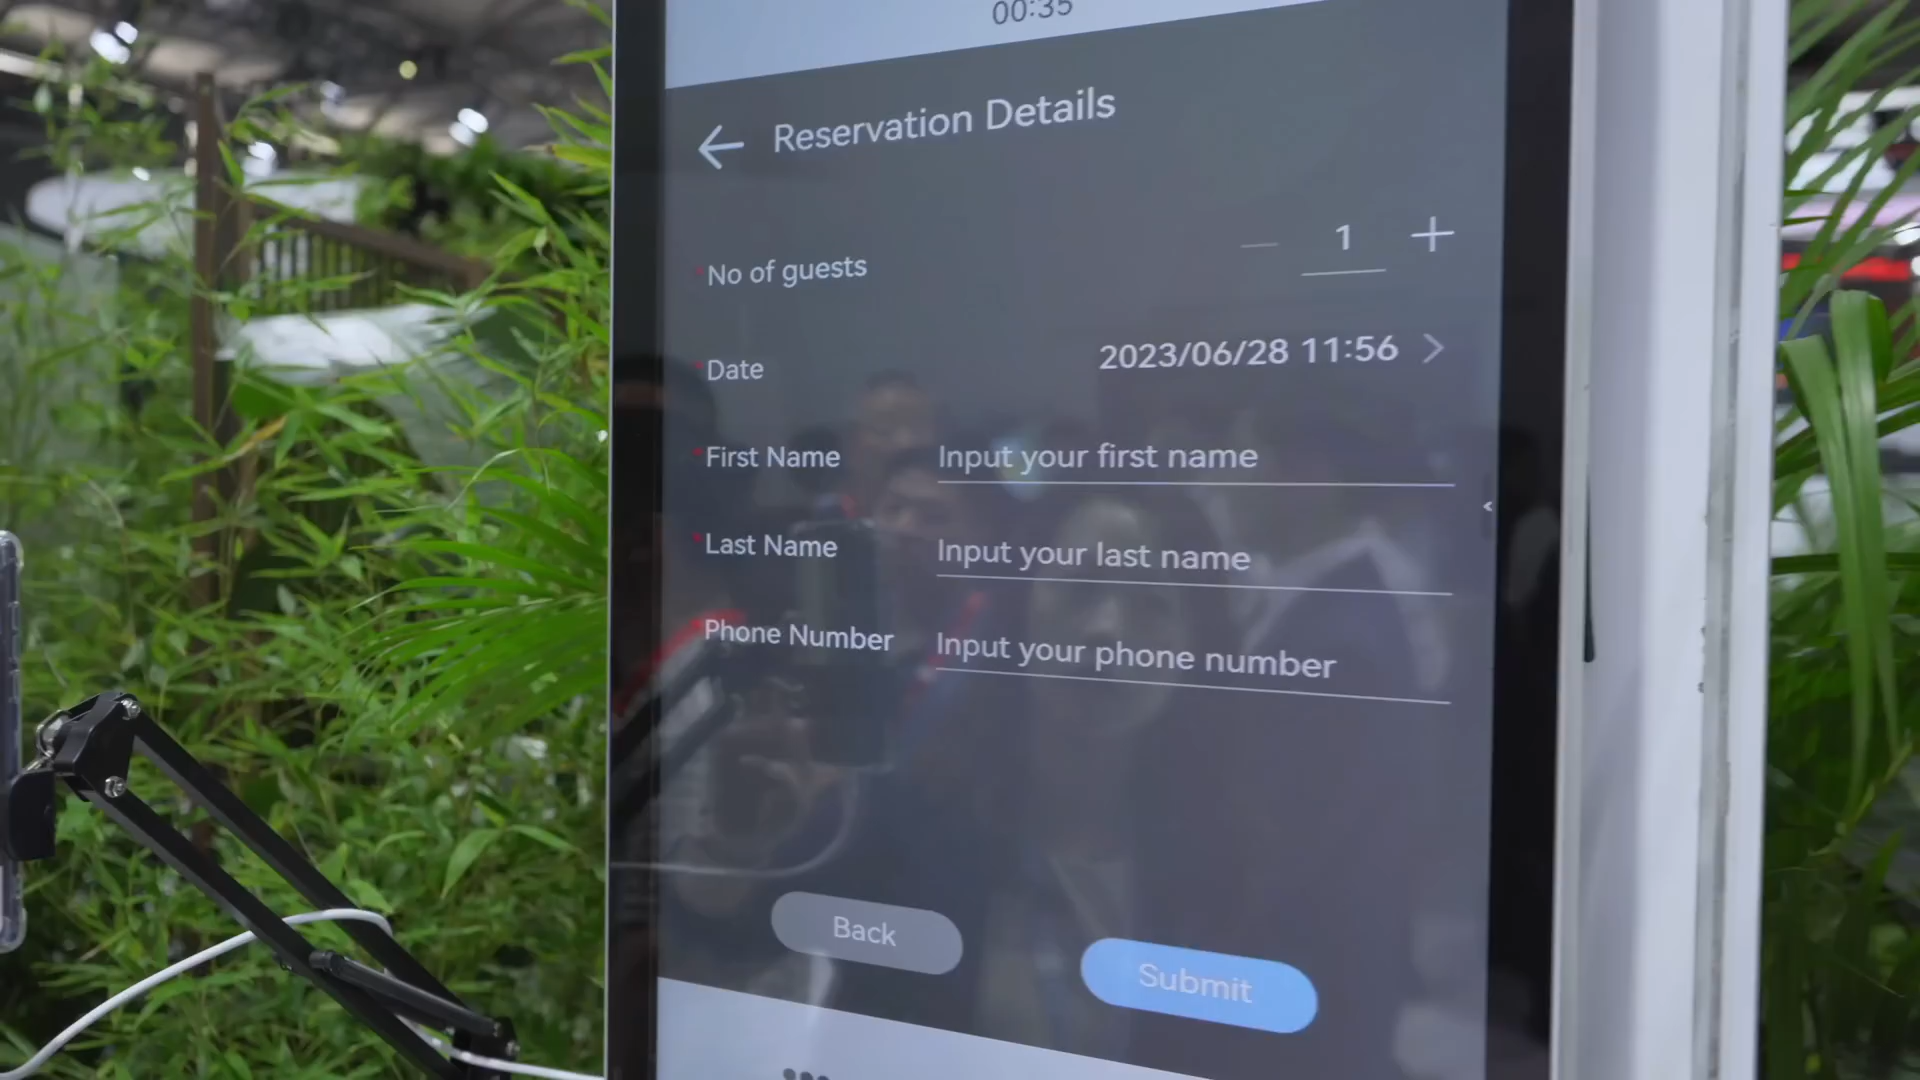 00:35
Reservation Details
* No of guests
1
* Date
2023/06/28 11:56
* First Name
Input your first name
* Last Name
Input your last name
Phone Number
Input your phone number
Back
Submit